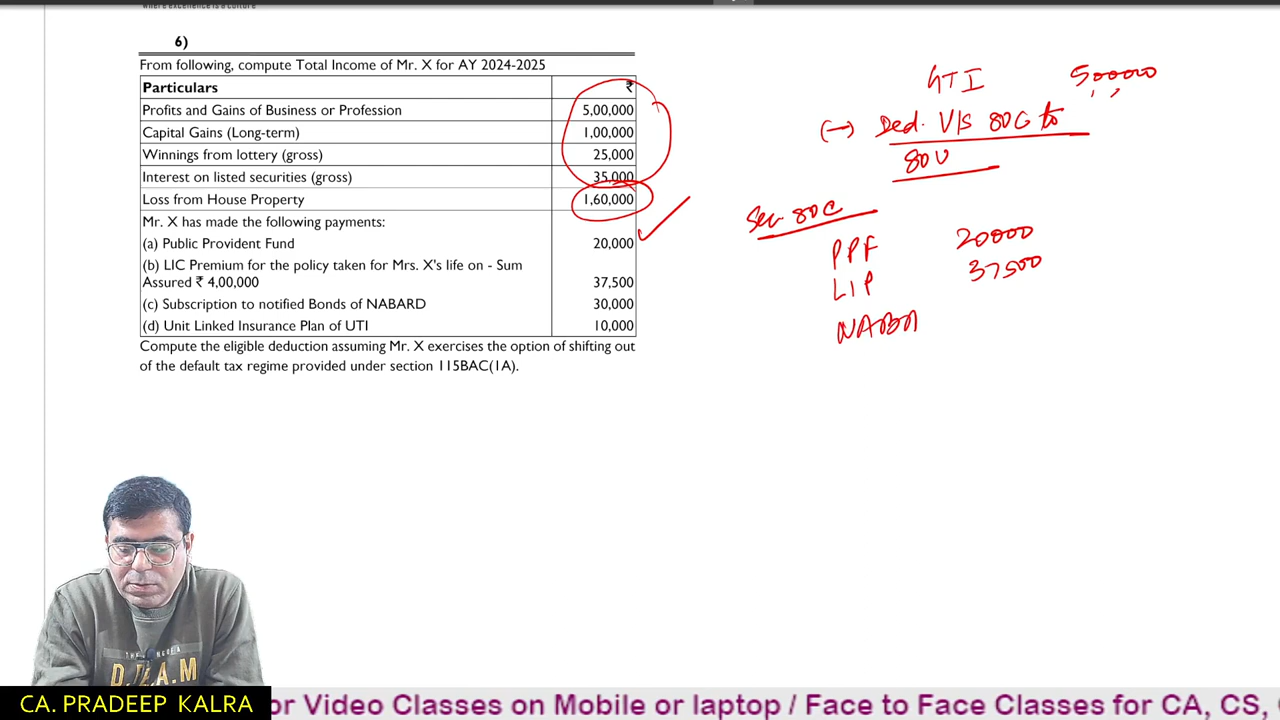 where excellence is a culture
6)
From following, compute Total Income of Mr. X for AY 2024-2025
Particulars ₹
Profits and Gains of Business or Profession 5,00,000
Capital Gains (Long-term) 1,00,000
Winnings from lottery (gross) 25,000
Interest on listed securities (gross) 35,000
Loss from House Property 1,60,000
Mr. X has made the following payments:
(a) Public Provident Fund 20,000
(b) LIC Premium for the policy taken for Mrs. X's life on - Sum
Assured ₹ 4,00,000 37,500
(c) Subscription to notified Bonds of NABARD 30,000
(d) Unit Linked Insurance Plan of UTI 10,000
Compute the eligible deduction assuming Mr. X exercises the option of shifting out
of the default tax regime provided under section 115BAC(1A).
GTI 500000
(-) Ded. V/S 80C to
80U
Sec 80C
PPF 20000
LIP 37500
NABA
THE
D
AM
CA. PRADEEP KALRA
or Video Classes on Mobile or laptop / Face to Face Classes for CA, CS,